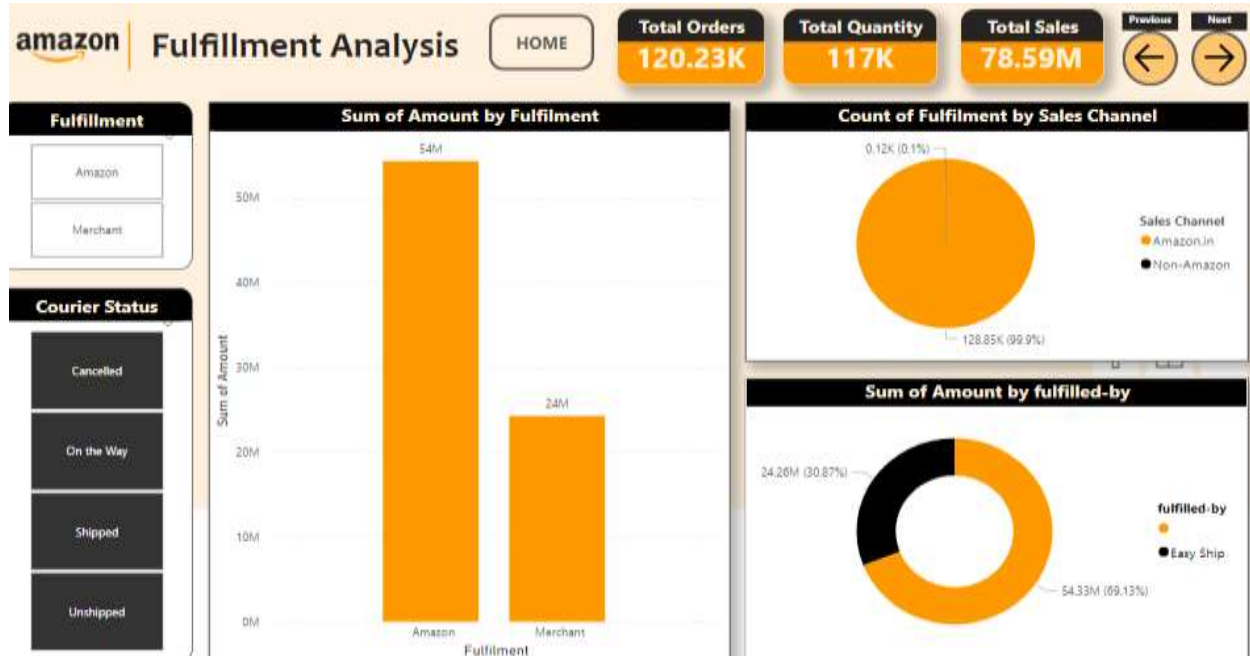 amazon
Fulfillment Analysis
HOME
Total Orders
120.23K
Total Quantity
117K
Total Sales
78.59M
Previous
Next
Fulfillment
Amazon
Merchant
Courier Status
Cancelled
On the Way
Shipped
Unshipped
Sum of Amount by Fulfilment
54M
50M
40M
30M
24M
20M
10M
0M
Sum of Amount
Amazon
Merchant
Fulfilment
Count of Fulfilment by Sales Channel
0.12K (0.1%)
Sales Channel
Amazon.in
Non-Amazon
128.85K (99.9%)
Sum of Amount by fulfilled-by
24.26M (30.87%)
fulfilled-by
Easy Ship
54.33M (69.13%)